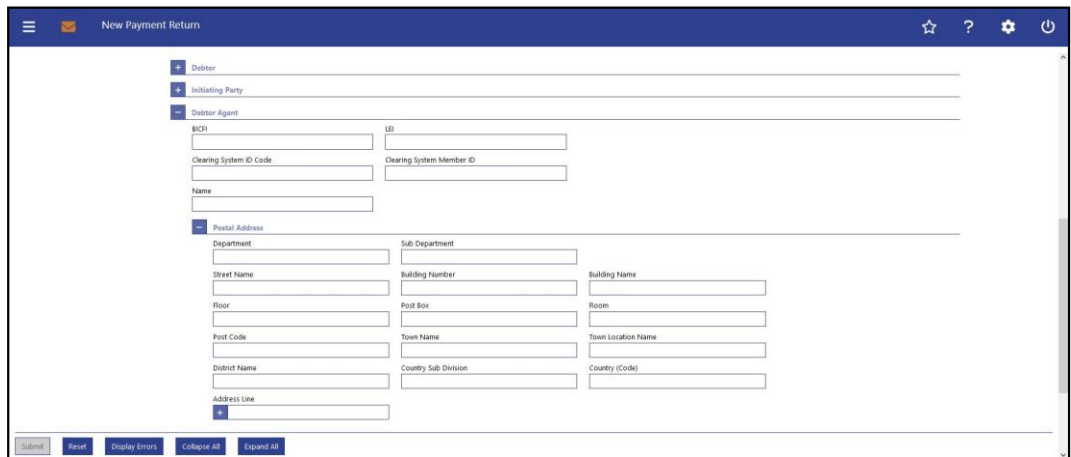 New Payment Return ?
+ Debtor
+ Initiating Party
− Debtor Agent
BICFI LEI
Clearing System ID Code Clearing System Member ID
Name
− Postal Address
Department Sub Department
Street Name Building Number Building Name
Floor Post Box Room
Post Code Town Name Town Location Name
District Name Country Sub Division Country (Code)
Address Line
+
Submit Reset Display Errors Collapse All Expand All